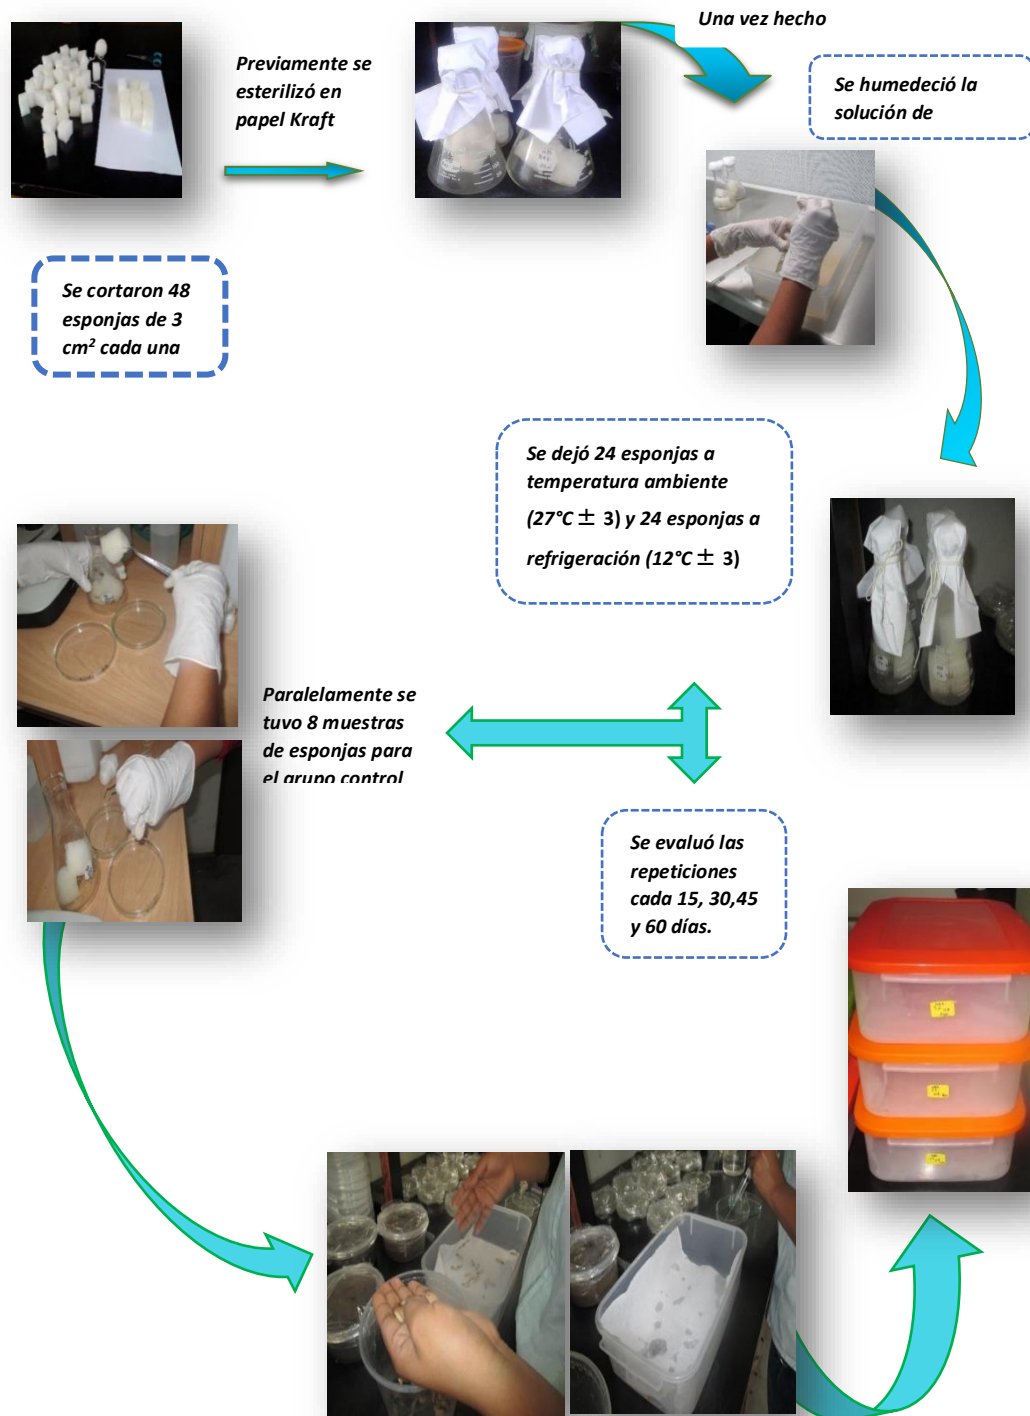 Una vez hecho
Previamente se
esterilizó en
papel Kraft
Se humedeció la
solución de
Se cortaron 48
esponjas de 3
cm² cada una
Se dejó 24 esponjas a
temperatura ambiente
(27°C ± 3) y 24 esponjas a
refrigeración (12°C ± 3)
Paralelamente se
tuvo 8 muestras
de esponjas para
el grupo control
Se evaluó las
repeticiones
cada 15, 30,45
y 60 días.